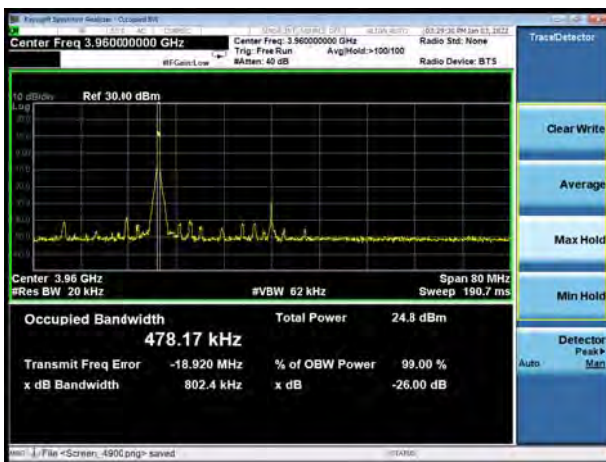 Keysight Spectrum Analyzer - Occupied BW
Center Freq 3.960000000 GHz
Center Freq: 3.960000000 GHz
03:29:30 PM Jan 03, 2022
Radio Std: None
Trace/Detector
Trig: Free Run
Avg|Hold:>100/100
#IFGain:Low
#Atten: 40 dB
Radio Device: BTS
10 dB/div
Ref 30.00 dBm
Log
Clear Write
Average
Max Hold
Min Hold
Center 3.96 GHz
Span 80 MHz
#Res BW 20 kHz
#VBW 62 kHz
Sweep 190.7 ms
Occupied Bandwidth
Total Power
24.8 dBm
478.17 kHz
Detector
Peak▶
Auto
Man
Transmit Freq Error
-18.920 MHz
% of OBW Power
99.00 %
x dB Bandwidth
802.4 kHz
x dB
-26.00 dB
MSG
File <Screen_4900.png> saved
STATUS